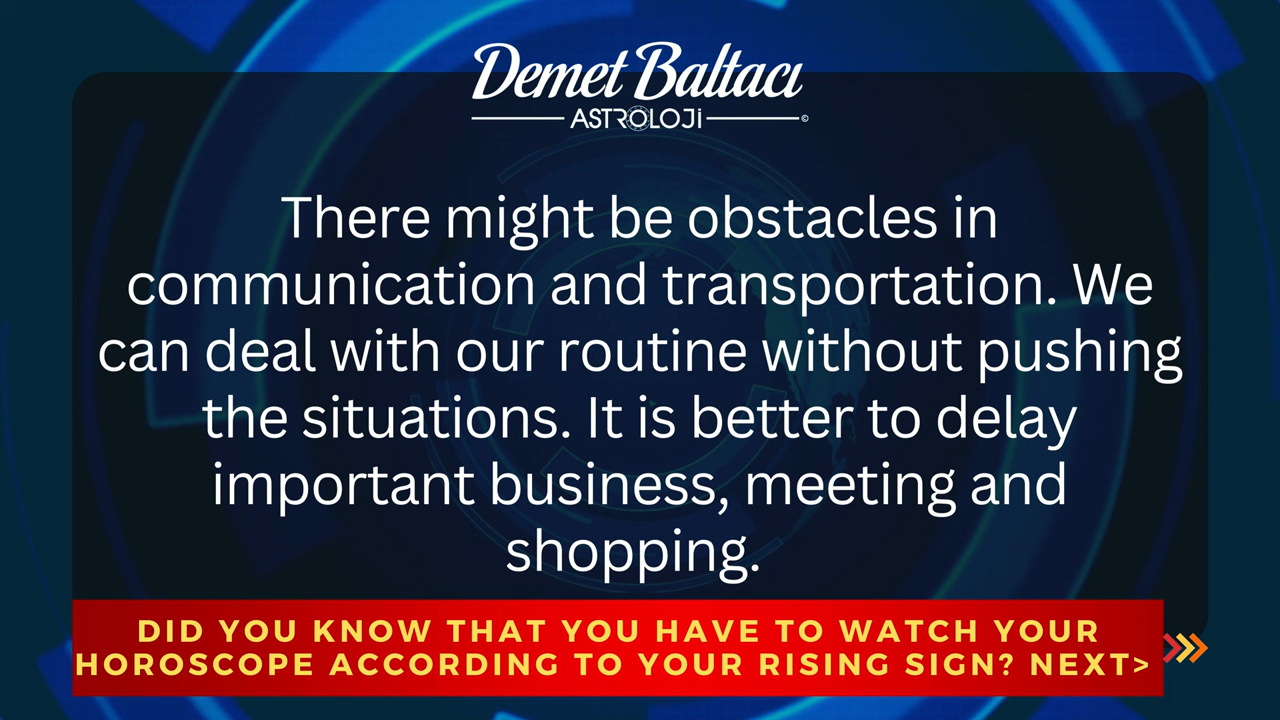 Demet Baltacı
ASTROLOJi ©
There might be obstacles in
communication and transportation. We
can deal with our routine without pushing
the situations. It is better to delay
important business, meeting and
shopping.
DID YOU KNOW THAT YOU HAVE TO WATCH YOUR
HOROSCOPE ACCORDING TO YOUR RISING SIGN? NEXT>